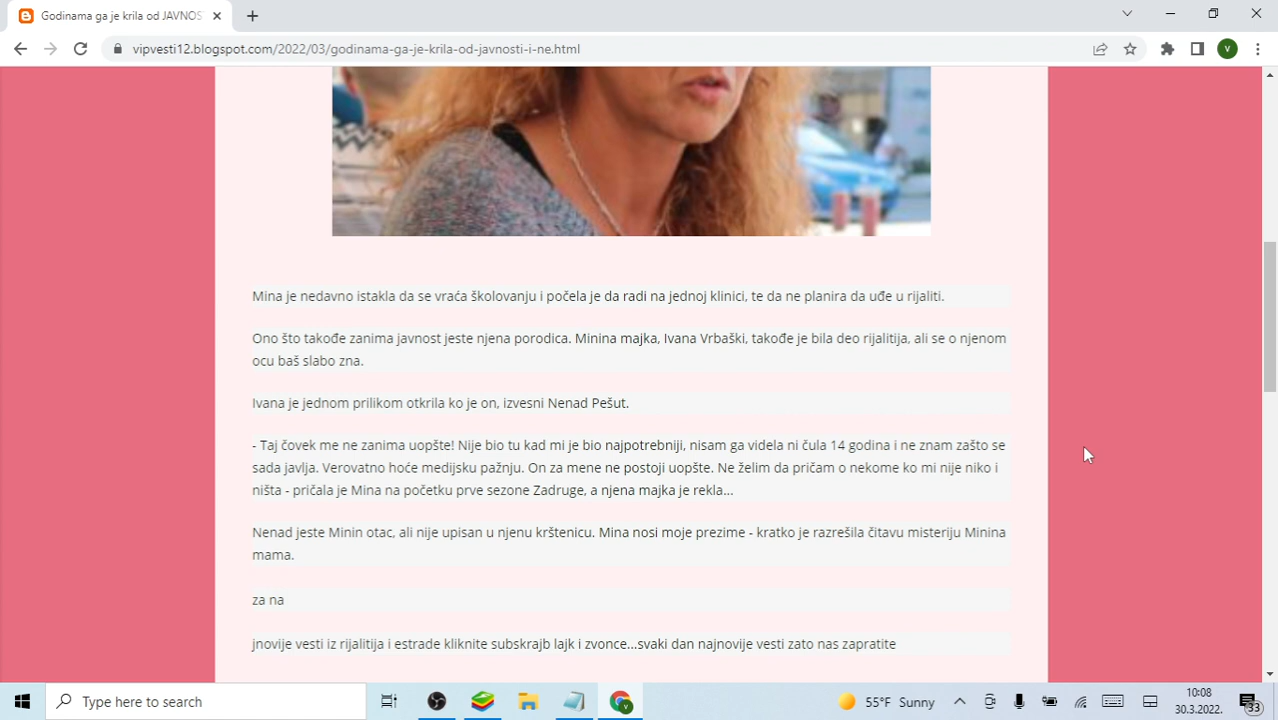 Godinama ga je krila od JAVNOS
vipvesti12.blogspot.com/2022/03/godinama-ga-je-krila-od-javnosti-i-ne.html
V
Mina je nedavno istakla da se vraća školovanju i počela je da radi na jednoj klinici, te da ne planira da uđe u rijaliti.
Ono što takođe zanima javnost jeste njena porodica. Minina majka, Ivana Vrbaški, takođe je bila deo rijalitija, ali se o njenom
ocu baš slabo zna.
Ivana je jednom prilikom otkrila ko je on, izvesni Nenad Pešut.
- Taj čovek me ne zanima uopšte! Nije bio tu kad mi je bio najpotrebniji, nisam ga videla ni čula 14 godina i ne znam zašto se
sada javlja. Verovatno hoće medijsku pažnju. On za mene ne postoji uopšte. Ne želim da pričam o nekome ko mi nije niko i
ništa - pričala je Mina na početku prve sezone Zadruge, a njena majka je rekla...
Nenad jeste Minin otac, ali nije upisan u njenu krštenicu. Mina nosi moje prezime - kratko je razrešila čitavu misteriju Minina
mama.
za na
jnovije vesti iz rijalitija i estrade kliknite subskrajb lajk i zvonce...svaki dan najnovije vesti zato nas zapratite
Type here to search
V
55°F Sunny
10:08
30.3.2022.
33